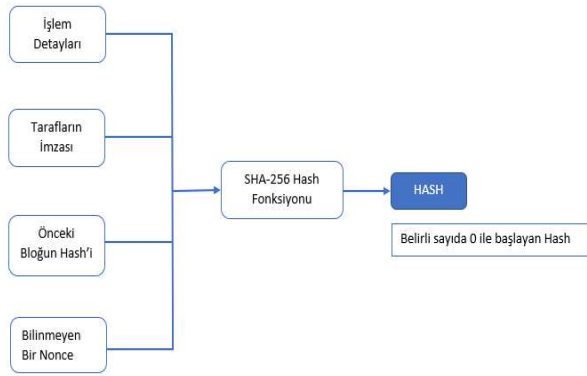 İşlem
Detayları
Tarafların
İmzası
Önceki
Bloğun Hash'i
Bilinmeyen
Bir Nonce
SHA-256 Hash
Fonksiyonu
HASH
Belirli sayıda 0 ile başlayan Hash